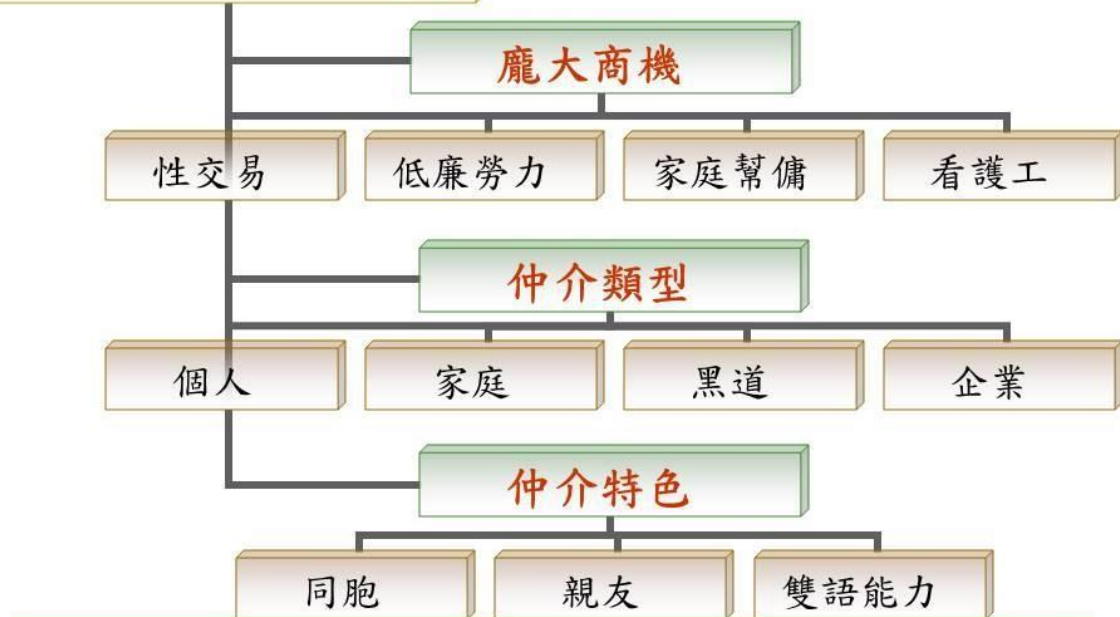 龐大商機
性交易 低廉勞力 家庭幫傭 看護工
仲介類型
個人 家庭 黑道 企業
仲介特色
同胞 親友 雙語能力